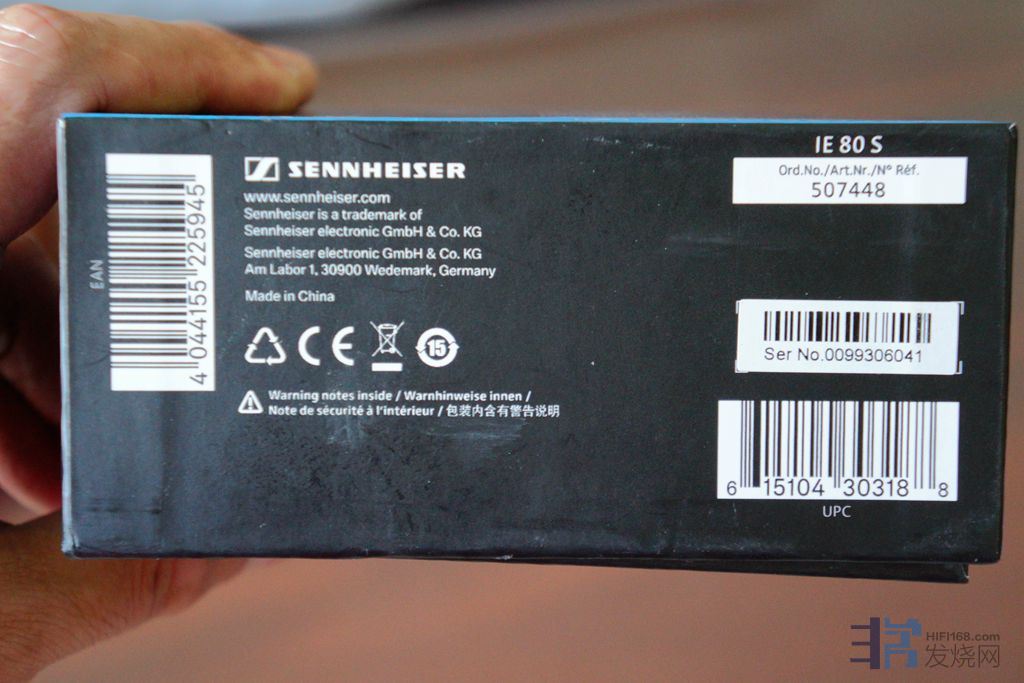 EAN
4 044155 225945
SENNHEISER
www.sennheiser.com
Sennheiser is a trademark of
Sennheiser electronic GmbH & Co. KG
Sennheiser electronic GmbH & Co. KG
Am Labor 1, 30900 Wedemark, Germany
Made in China
CE
15
Warning notes inside / Warnhinweise innen /
Note de sécurité à l'intérieur / 包装内含有警告说明
IE 80 S
Ord.No./Art.Nr./N° Réf.
507448
Ser No.0099306041
6 15104 30318 8
UPC
HIFI168.com
发烧网